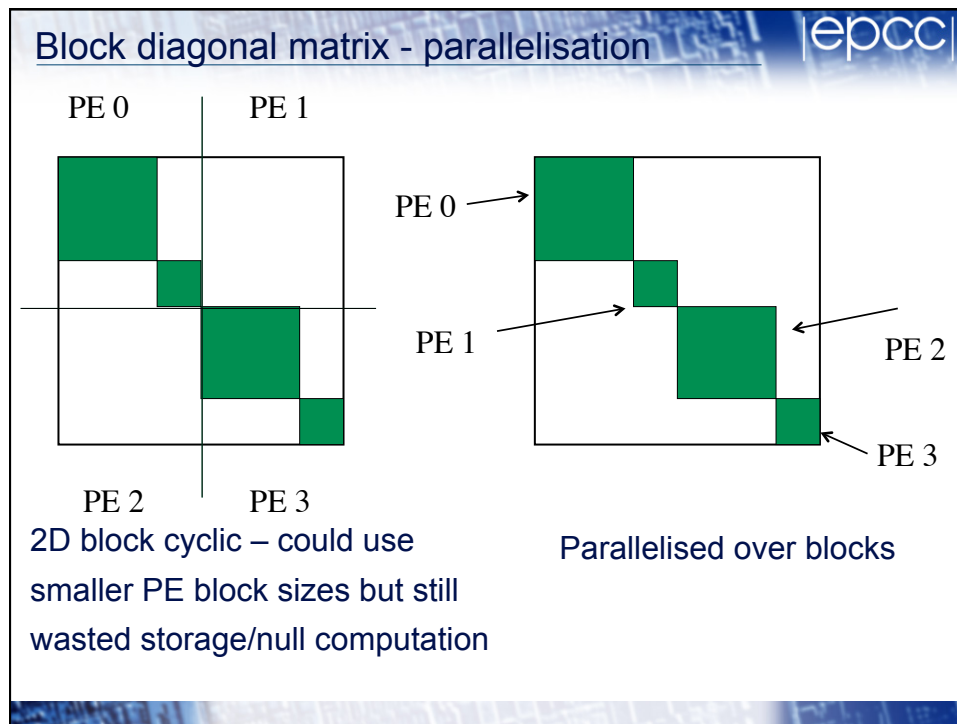 Block diagonal matrix - parallelisation
|epcc|
PE 0
PE 1
PE 2
PE 3
2D block cyclic – could use
smaller PE block sizes but still
wasted storage/null computation
PE 0
PE 1
PE 2
PE 3
Parallelised over blocks